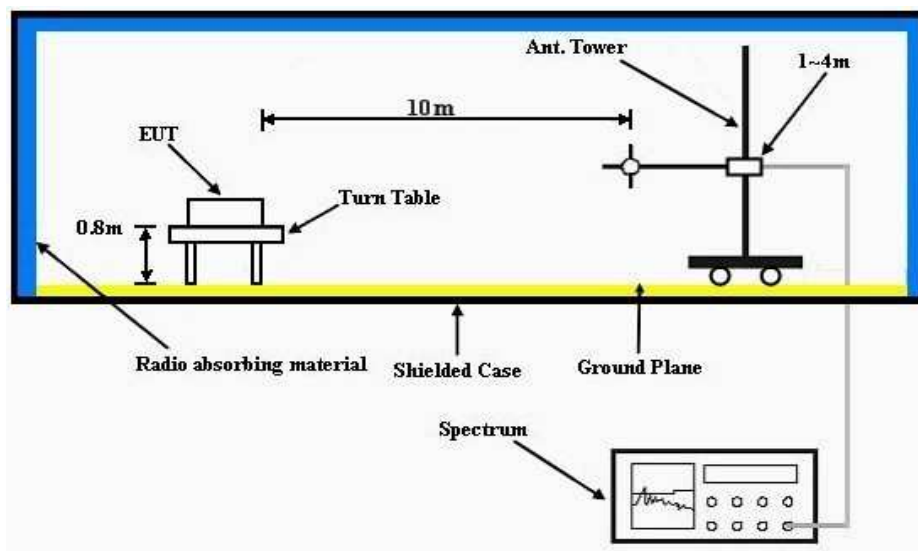 Ant. Tower
1~4m
10m
EUT
Turn Table
0.8m
Radio absorbing material
Shielded Case
Ground Plane
Spectrum